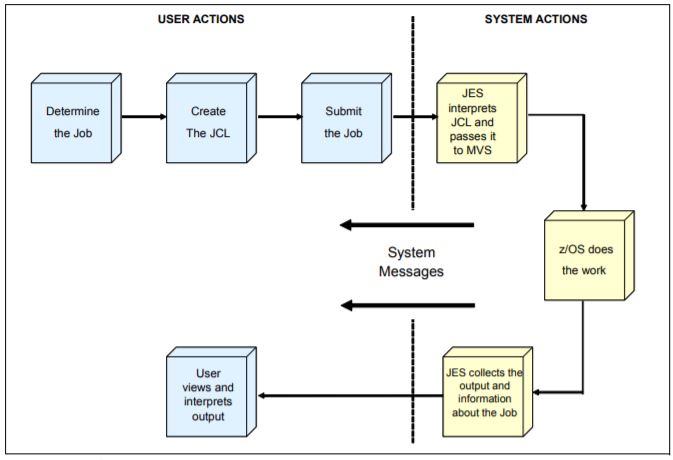 USER ACTIONS
SYSTEM ACTIONS
Determine
the Job
Create
The JCL
Submit
the Job
JES
interprets
JCL and
passes it
to MVS
z/OS does
the work
System
Messages
User
views and
interprets
output
JES collects the
output and
information
about the Job